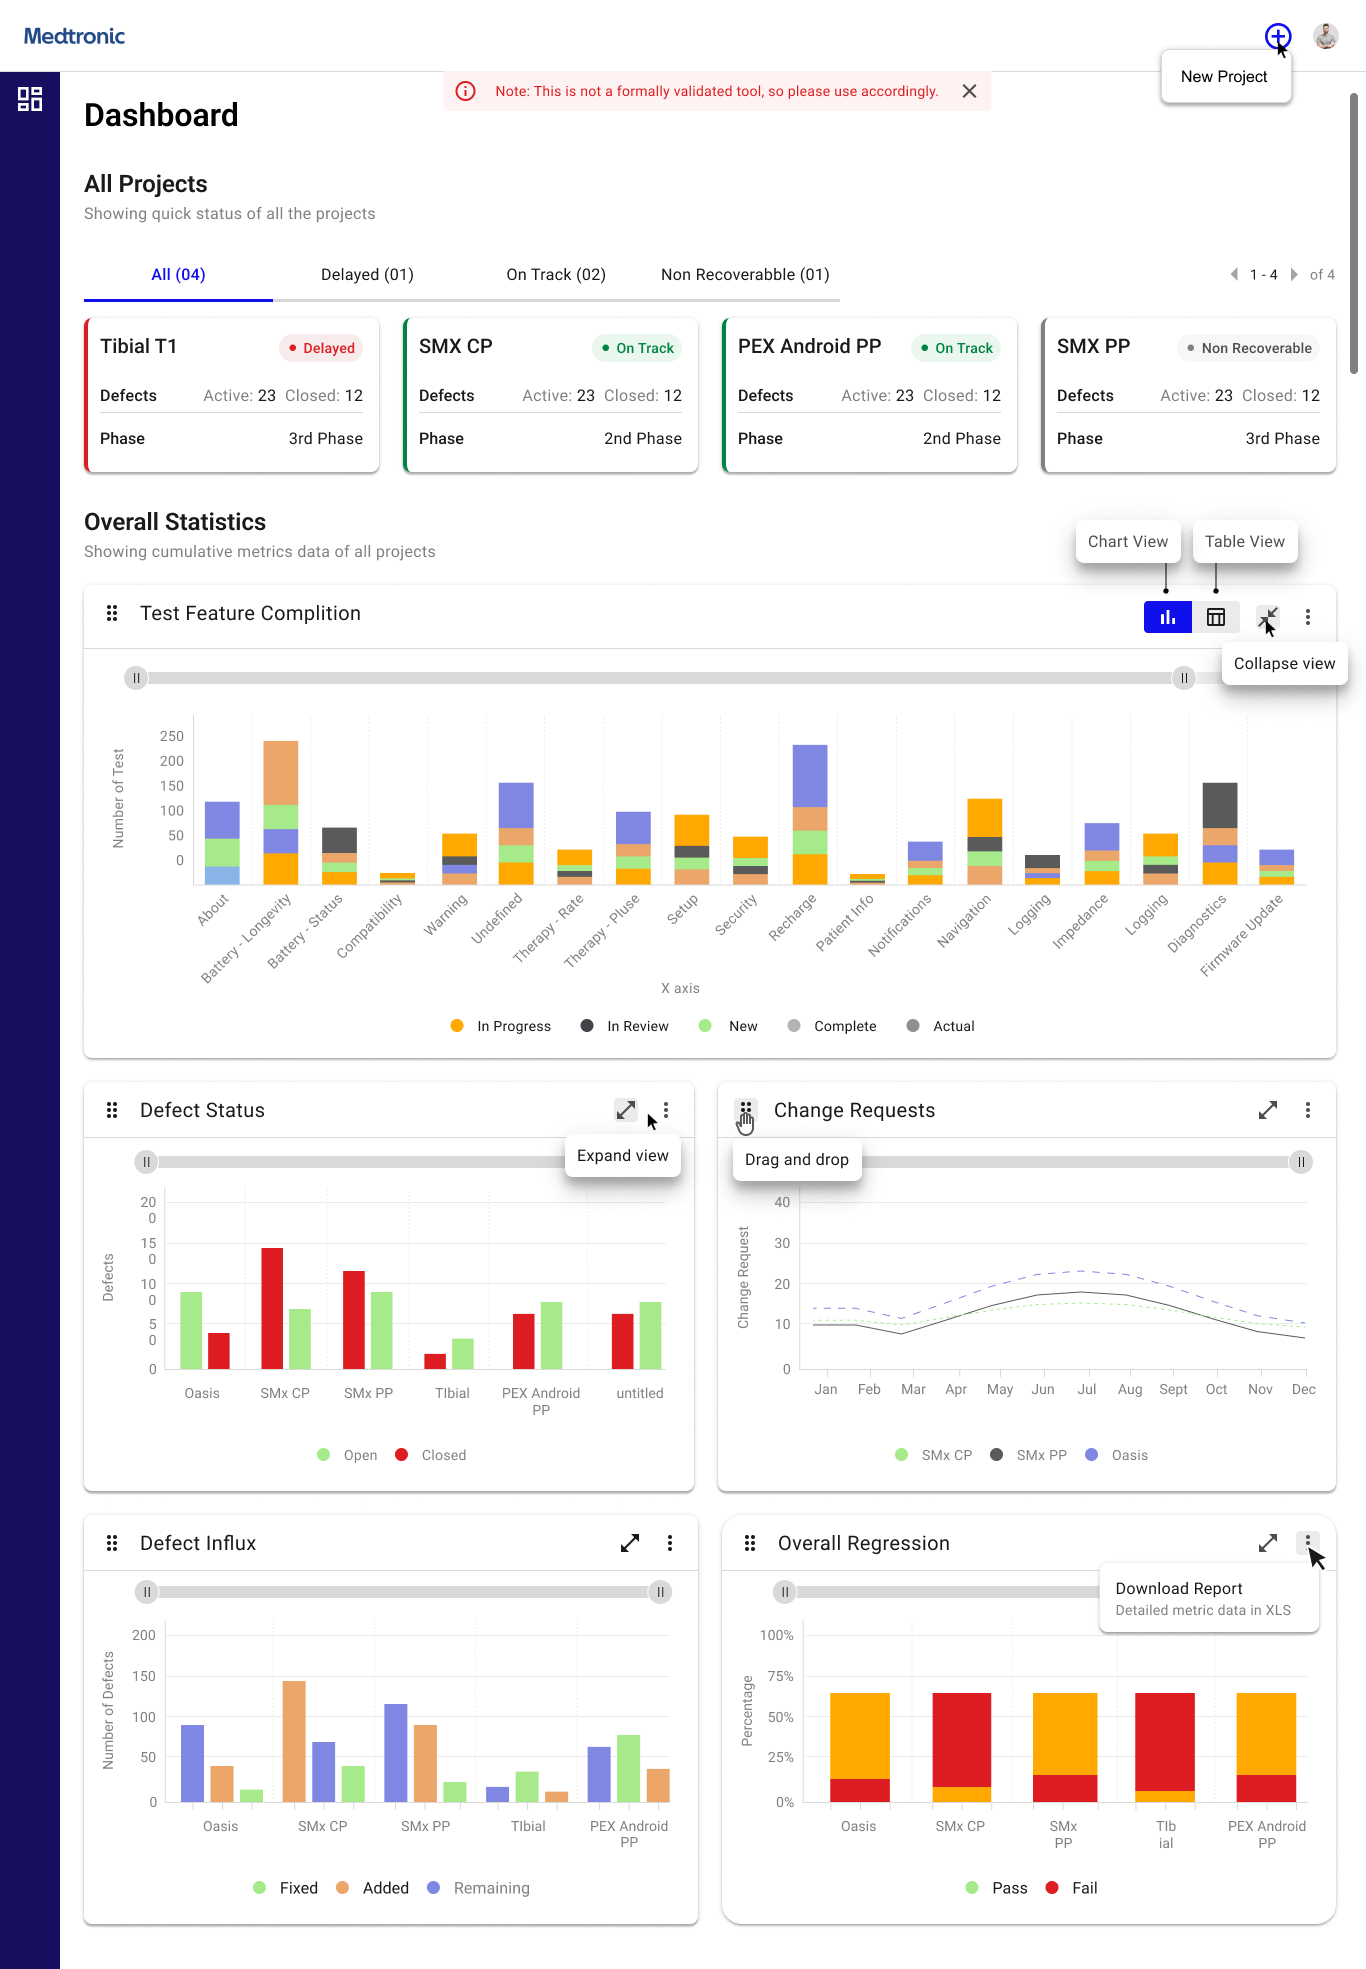 Medtronic
New Project
Note: This is not a formally validated tool, so please use accordingly.
Dashboard
All Projects
Showing quick status of all the projects
All (04)
Delayed (01)
On Track (02)
Non Recoverabble (01)
1 - 4
of 4
Tibial T1
Delayed
Defects
Active: 23 Closed: 12
Phase
3rd Phase
SMX CP
On Track
Defects
Active: 23 Closed: 12
Phase
2nd Phase
PEX Android PP
On Track
Defects
Active: 23 Closed: 12
Phase
2nd Phase
SMX PP
Non Recoverable
Defects
Active: 23 Closed: 12
Phase
3rd Phase
Overall Statistics
Showing cumulative metrics data of all projects
Chart View
Table View
Test Feature Complition
Collapse view
Number of Test
250
200
150
100
50
0
About
Battery - Longevity
Battery - Status
Compatibility
Warning
Undefined
Therapy - Rate
Therapy - Pluse
Setup
Security
Recharge
Patient Info
Notifications
Navigation
Logging
Impedance
Logging
Diagnostics
Firmware Update
X axis
In Progress
In Review
New
Complete
Actual
Defect Status
Expand view
Defects
20
0
15
0
10
0
5
0
0
Oasis
SMx CP
SMx PP
TIbial
PEX Android
PP
untitled
Open
Closed
Change Requests
Drag and drop
Change Request
40
30
20
10
0
Jan
Feb
Mar
Apr
May
Jun
Jul
Aug
Sept
Oct
Nov
Dec
SMx CP
SMx PP
Oasis
Defect Influx
Number of Defects
200
150
100
50
0
Oasis
SMx CP
SMx PP
TIbial
PEX Android
PP
Fixed
Added
Remaining
Overall Regression
Download Report
Detailed metric data in XLS
Percentage
100%
75%
50%
25%
0%
Oasis
SMx CP
SMx
PP
TIb
ial
PEX Android
PP
Pass
Fail